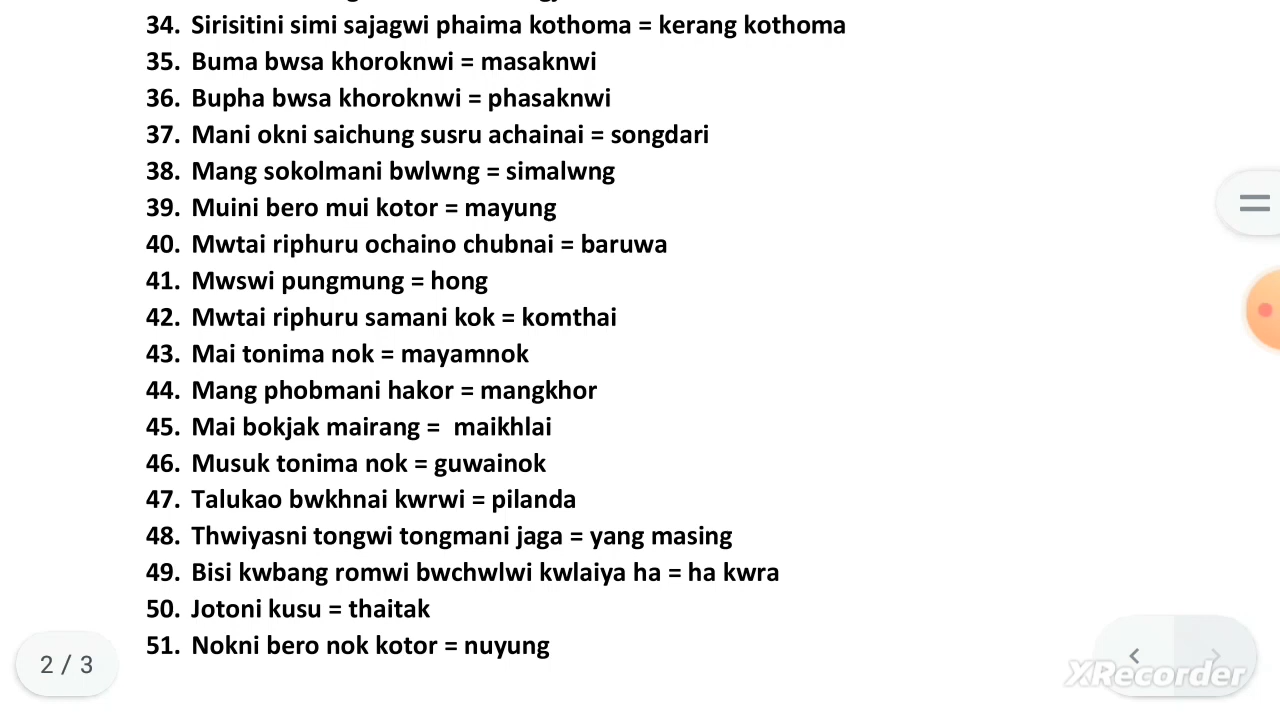 34. Sirisitini simi sajagwi phaima kothoma = kerang kothoma
35. Buma bwsa khoroknwi = masaknwi
36. Bupha bwsa khoroknwi = phasaknwi
37. Mani okni saichung susru achainai = songdari
38. Mang sokolmani bwlwng = simalwng
39. Muini bero mui kotor = mayung
40. Mwtai riphuru ochaino chubnai = baruwa
41. Mwswi pungmung = hong
42. Mwtai riphuru samani kok = komthai
43. Mai tonima nok = mayamnok
44. Mang phobmani hakor = mangkhor
45. Mai bokjak mairang = maikhlai
46. Musuk tonima nok = guwainok
47. Talukao bwkhnai kwrwi = pilanda
48. Thwiyasni tongwi tongmani jaga = yang masing
49. Bisi kwbang romwi bwchwlwi kwlaiya ha = ha kwra
50. Jotoni kusu = thaitak
51. Nokni bero nok kotor = nuyung
2 / 3
XRecorder